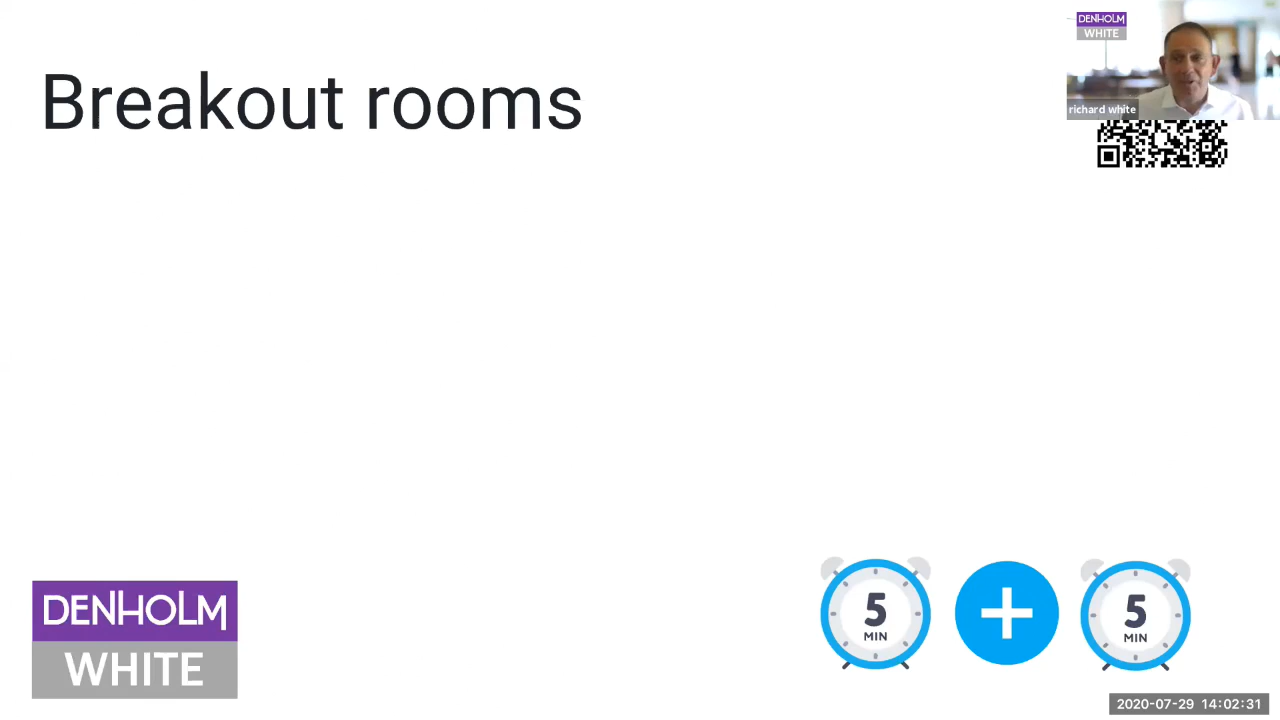 Breakout rooms
DENHOLM
WHITE
richard white
5
MIN
5
MIN
DENHOLM
WHITE
2020-07-29 14:02:31